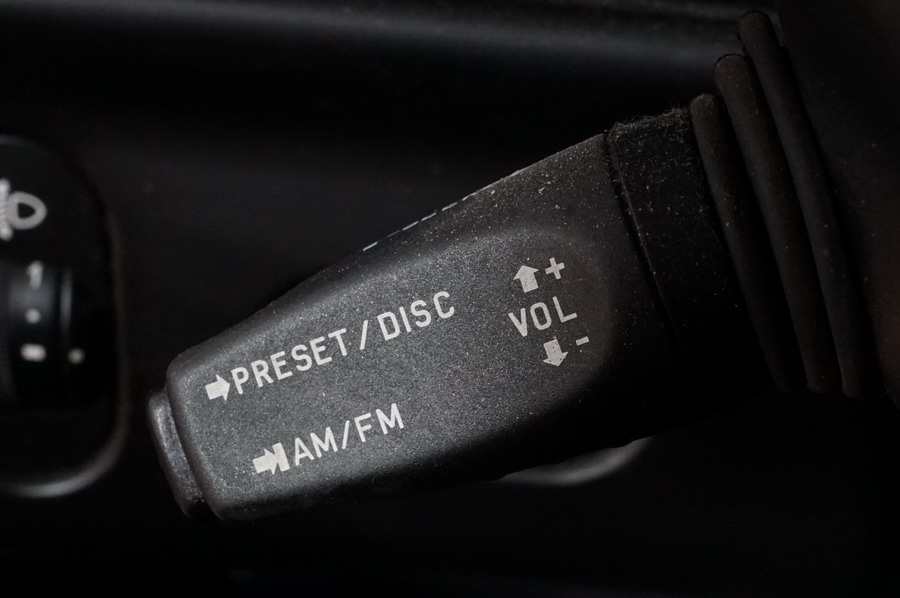 +
VOL
-
PRESET/DISC
AM/FM